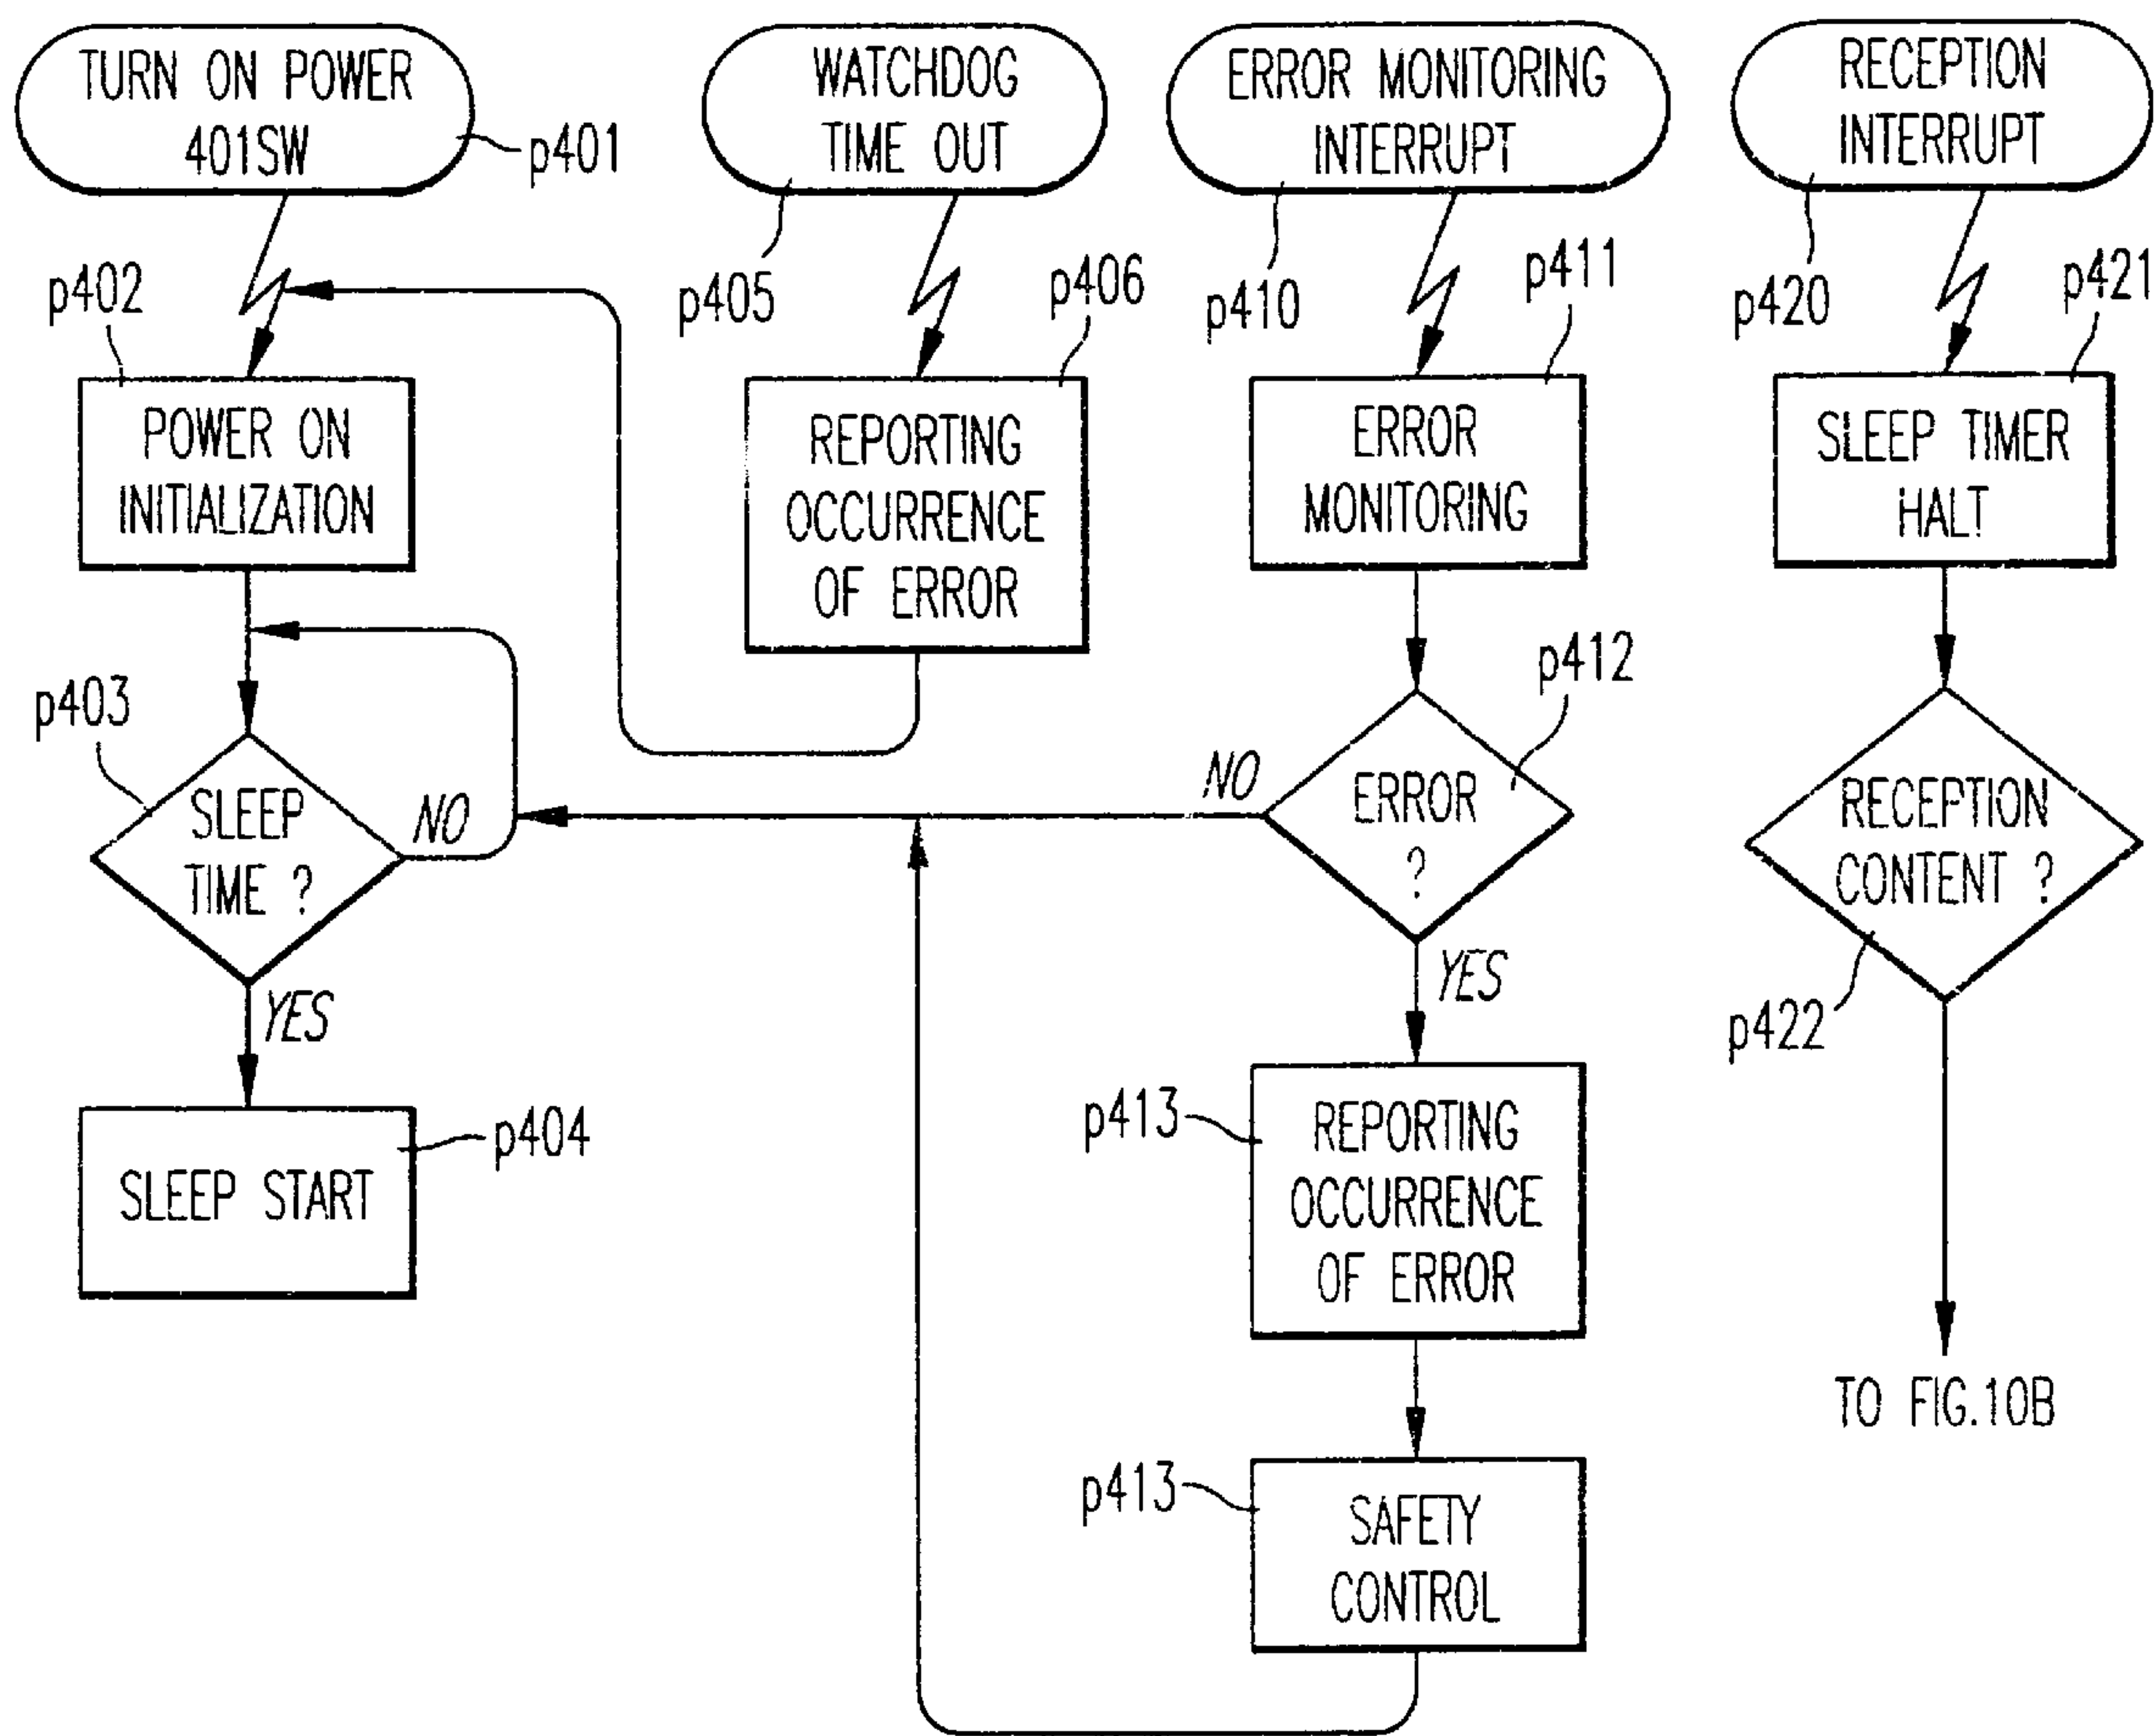 TURN ON POWER
401SW
p401
WATCHDOG
TIME OUT
p405
ERROR MONITORING
INTERRUPT
p410
RECEPTION
INTERRUPT
p420
p402
POWER ON
INITIALIZATION
p406
REPORTING
OCCURRENCE
OF ERROR
p411
ERROR
MONITORING
p421
SLEEP TIMER
HALT
p403
SLEEP
TIME ?
NO
YES
p404
SLEEP START
p412
ERROR
?
NO
YES
p413
REPORTING
OCCURRENCE
OF ERROR
p413
SAFETY
CONTROL
RECEPTION
CONTENT ?
p422
TO FIG.10B